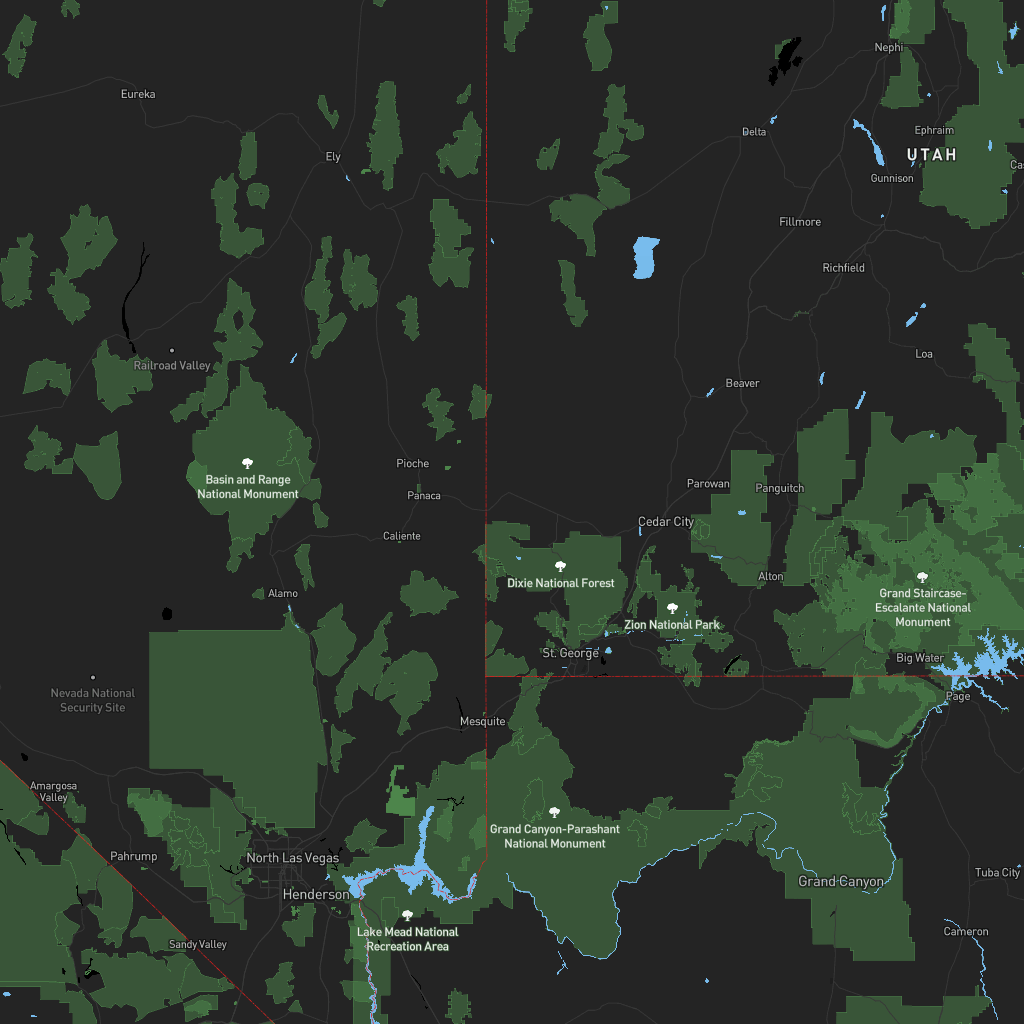 Nephi
Eureka
Delta
Ephraim
UTAH
Ely
Ca
Gunnison
Fillmore
Richfield
Loa
Railroad Valley
Beaver
Pioche
Basin and Range
National Monument
Panaca
Parowan
Panguitch
Cedar City
Caliente
Dixie National Forest
Alton
Alamo
Grand Staircase-
Escalante National
Monument
Zion National Park
St. George
Big Water
Nevada National
Security Site
Page
Mesquite
Amargosa
Valley
Grand Canyon-Parashant
National Monument
Pahrump
North Las Vegas
Henderson
Grand Canyon
Tuba City
Lake Mead National
Recreation Area
Sandy Valley
Cameron